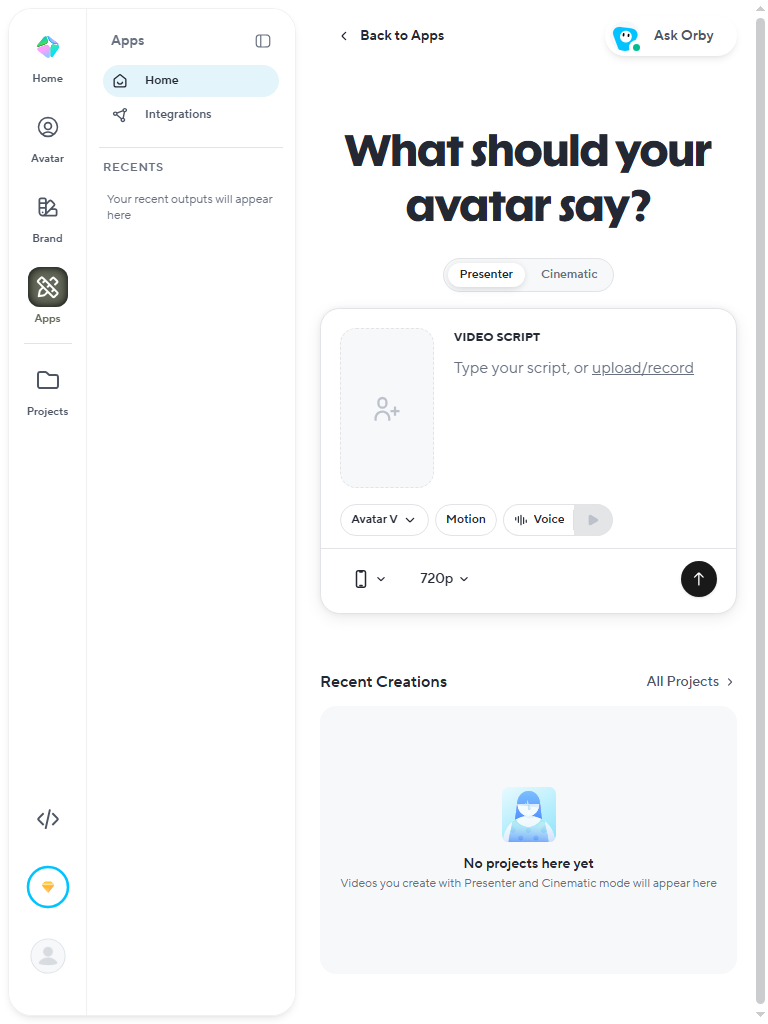 Home
Avatar
Brand
Apps
Projects
Apps
Home
Integrations
RECENTS
Your recent outputs will appear
here
Back to Apps
Ask Orby
What should your
avatar say?
Presenter
Cinematic
VIDEO SCRIPT
Type your script, or upload/record
Avatar V
Motion
Voice
720p
Recent Creations
All Projects
No projects here yet
Videos you create with Presenter and Cinematic mode will appear here